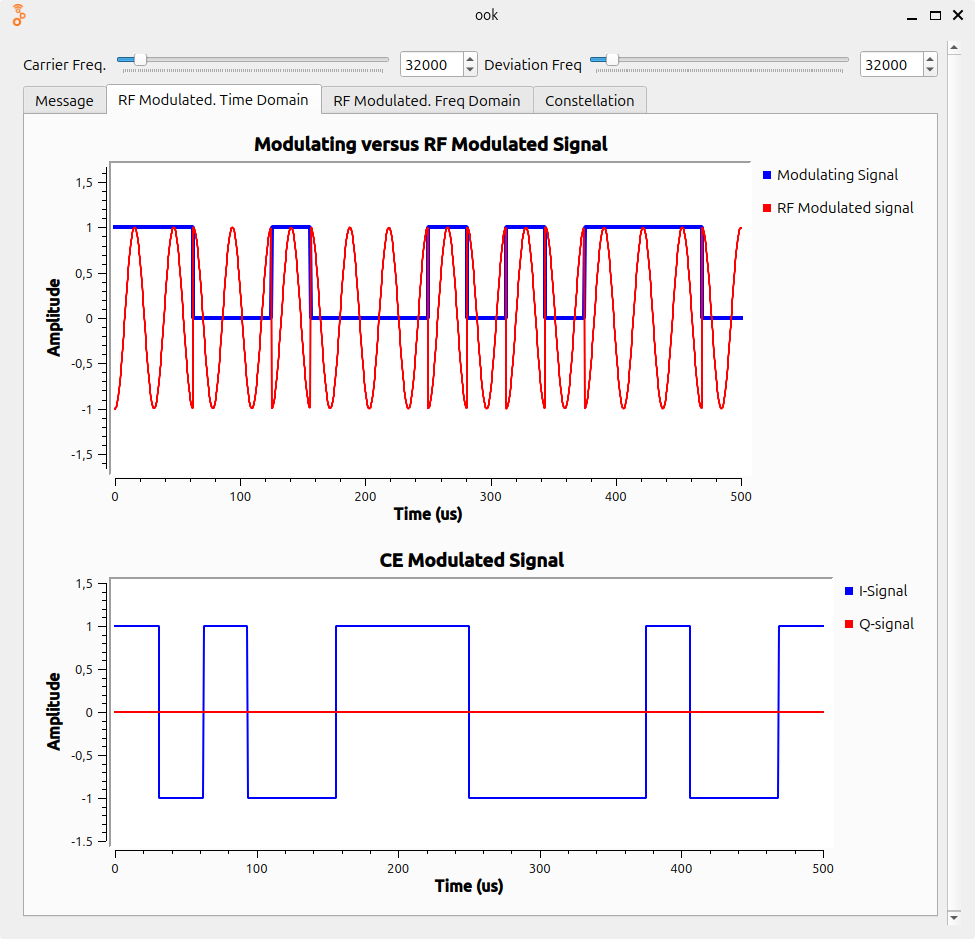 ook
Carrier Freq. 32000 Deviation Freq 32000
Message RF Modulated. Time Domain RF Modulated. Freq Domain Constellation
Modulating versus RF Modulated Signal
Modulating Signal
RF Modulated signal
Amplitude
1,5
1
0,5
0
-0,5
-1
-1,5
0 100 200 300 400 500
Time (us)
CE Modulated Signal
I-Signal
Q-signal
Amplitude
1,5
1
0,5
0
-0,5
-1
-1.5
0 100 200 300 400 500
Time (us)